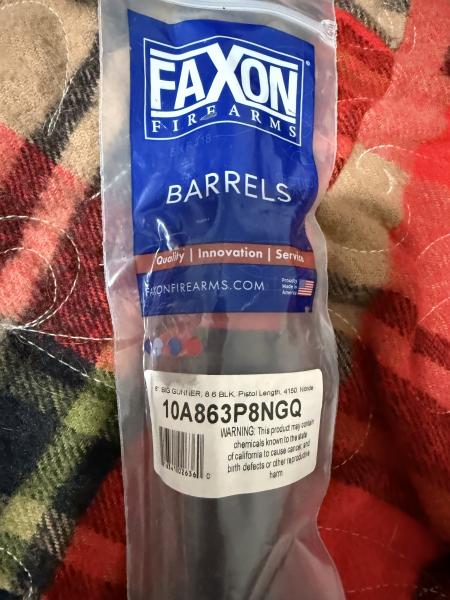 FAXON
FIREARMS
BARRELS
Quality | Innovation | Service
FAXONFIREARMS.COM
Proudly
Made in
America
8" BIG GUNNER, 8.6 BLK, Pistol Length, 4150, Nitride
10A863P8NGQ
WARNING: This product may contain
chemicals known to the state
of california to cause cancer, and
birth defects or other reproductive
harm